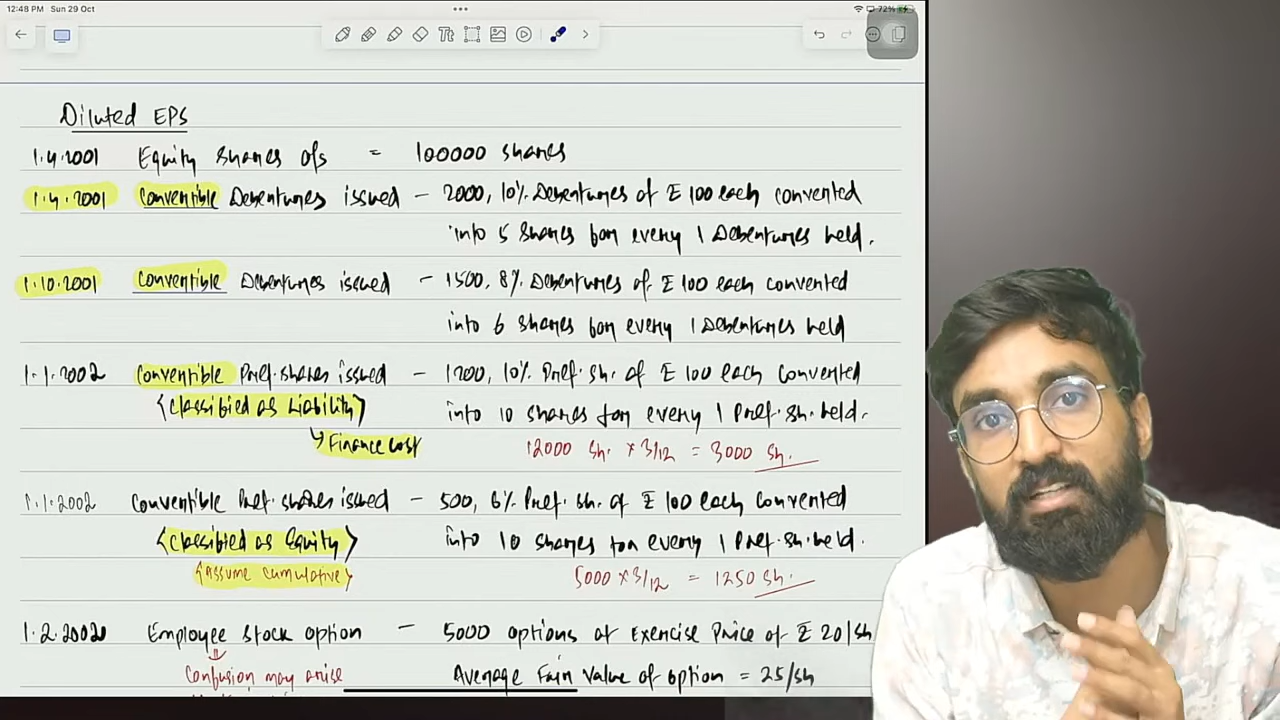 12:48 PM Sun 29 Oct
72%
Diluted EPS
1.4.2001 Equity shares o/s = 100000 shares
1.4.2001 Convertible Debentures issued - 2000, 10% Debentures of ₹ 100 each converted
into 5 shares for every 1 Debentures held.
1.10.2001 Convertible Debentures issued - 1500, 8% Debentures of ₹ 100 each converted
into 6 shares for every 1 Debentures held
1.1.2002 Convertible Pref. shares issued - 1200, 10% Pref. sh. of ₹ 100 each converted
{Classified as Liability} into 10 shares for every 1 Pref. sh. held.
↳ Finance cost 12000 sh. x 3/12 = 3000 sh.
1.1.2002 Convertible Pref. shares issued - 500, 6% Pref. sh. of ₹ 100 each converted
{Classified as Equity} into 10 shares for every 1 Pref. sh. held.
{Assume cumulative} 5000 x 3/12 = 1250 sh.
1.2.2002 Employee stock option - 5000 options at Exercise Price of ₹ 20/sh
Confusion may arise Average Fair Value of option = 25/sh